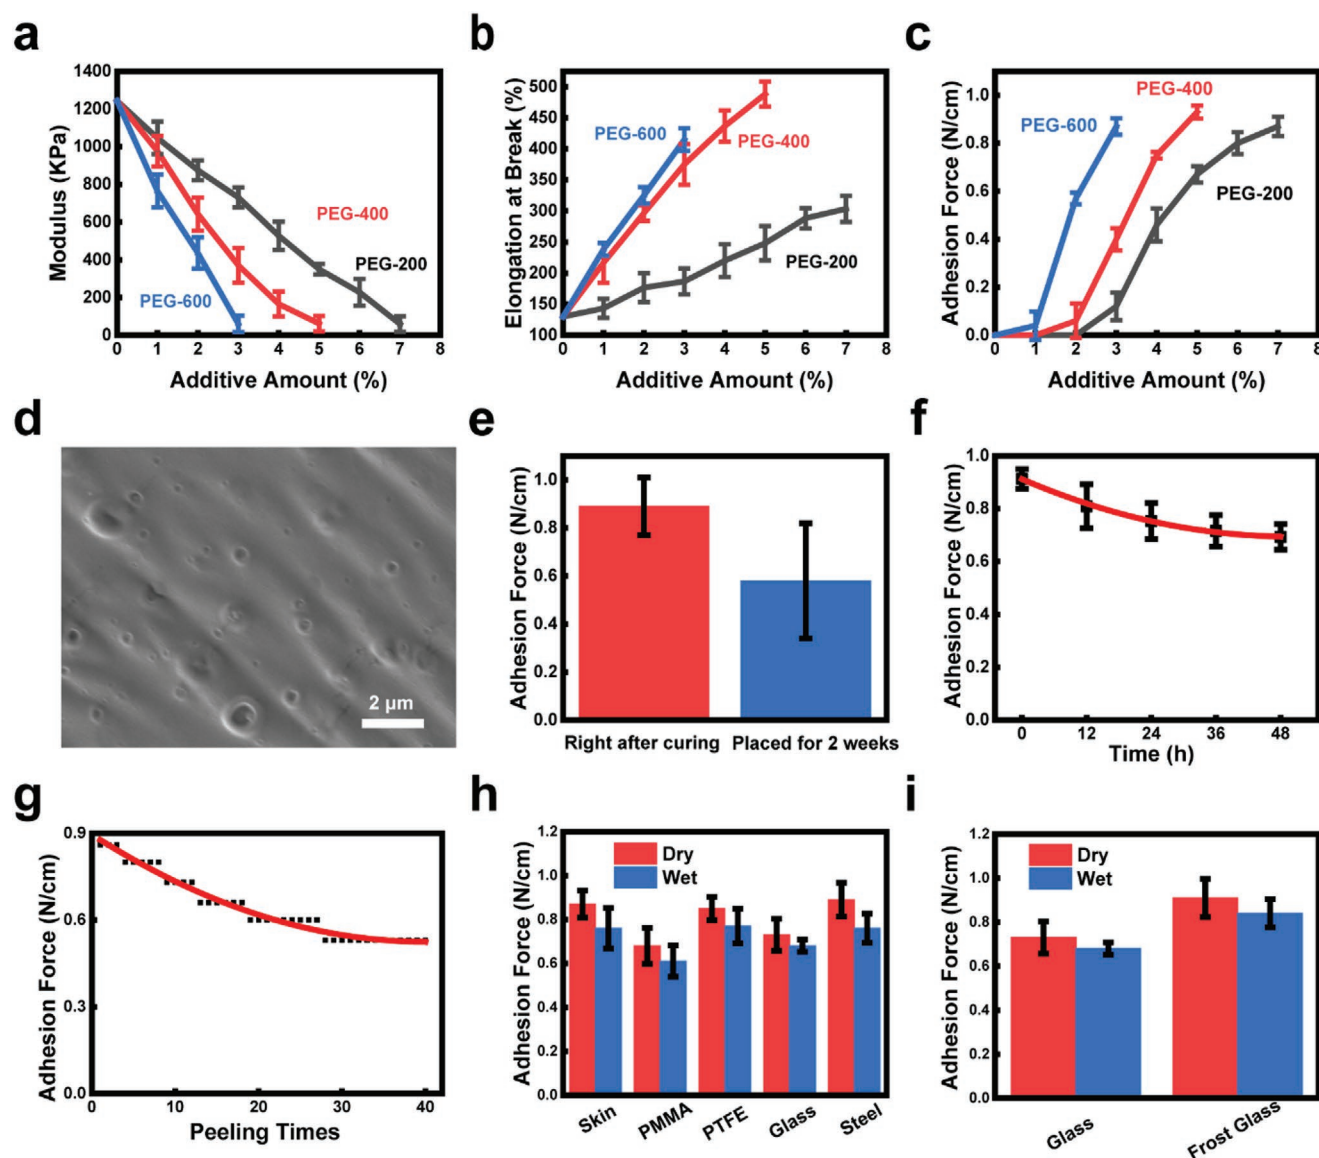 a
Modulus (KPa)
1400
1200
1000
800
600
400
200
0
PEG-400
PEG-200
PEG-600
0 1 2 3 4 5 6 7 8
Additive Amount (%)
b
Elongation at Break (%)
500
450
400
350
300
250
200
150
100
PEG-600
PEG-400
PEG-200
0 1 2 3 4 5 6 7 8
Additive Amount (%)
c
Adhesion Force (N/cm)
1.0
0.8
0.6
0.4
0.2
0.0
PEG-400
PEG-600
PEG-200
0 1 2 3 4 5 6 7 8
Additive Amount (%)
d
2 μm
e
Adhesion Force (N/cm)
1.0
0.8
0.6
0.4
0.2
0.0
Right after curing Placed for 2 weeks
f
Adhesion Force (N/cm)
1.0
0.8
0.6
0.4
0.2
0.0
0 12 24 36 48
Time (h)
g
Adhesion Force (N/cm)
0.9
0.6
0.3
0.0
0 10 20 30 40
Peeling Times
h
Adhesion Force (N/cm)
1.2
1.0
0.8
0.6
0.4
0.2
0.0
Dry
Wet
Skin PMMA PTFE Glass Steel
i
Adhesion Force (N/cm)
1.2
1.0
0.8
0.6
0.4
0.2
0.0
Dry
Wet
Glass Frost Glass